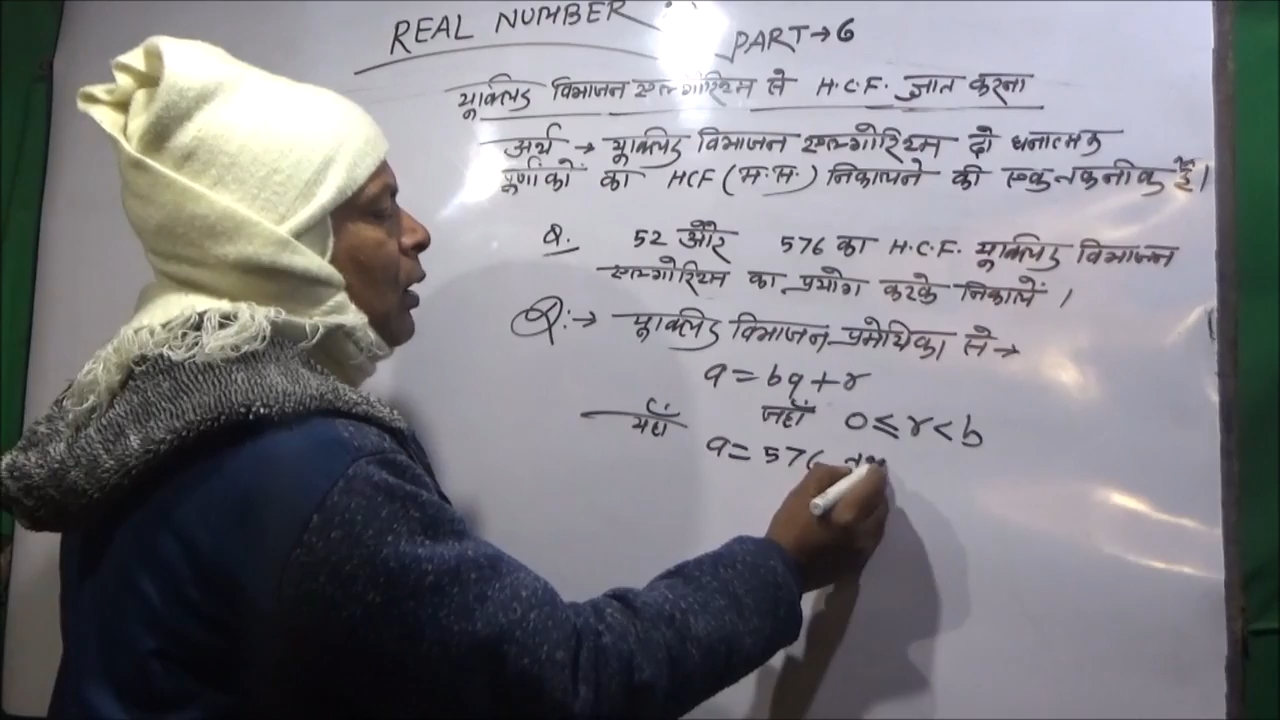 REAL NUMBER
PART→6
यूक्लिड विभाजन एल्गोरिथ्म से H.C.F. ज्ञात करना
अर्थ → यूक्लिड विभाजन एल्गोरिथ्म दो धनात्मक
पूर्णांकों का HCF (म.स.) निकालने की एक तकनीक है।
Q. 52 और 576 का H.C.F. यूक्लिड विभाजन
एल्गोरिथ्म का प्रयोग करके निकालें।
Q:→ यूक्लिड विभाजन प्रमेयिका से→
a = bq + r
जहाँ 0 ≤ r < b
यहाँ a = 576